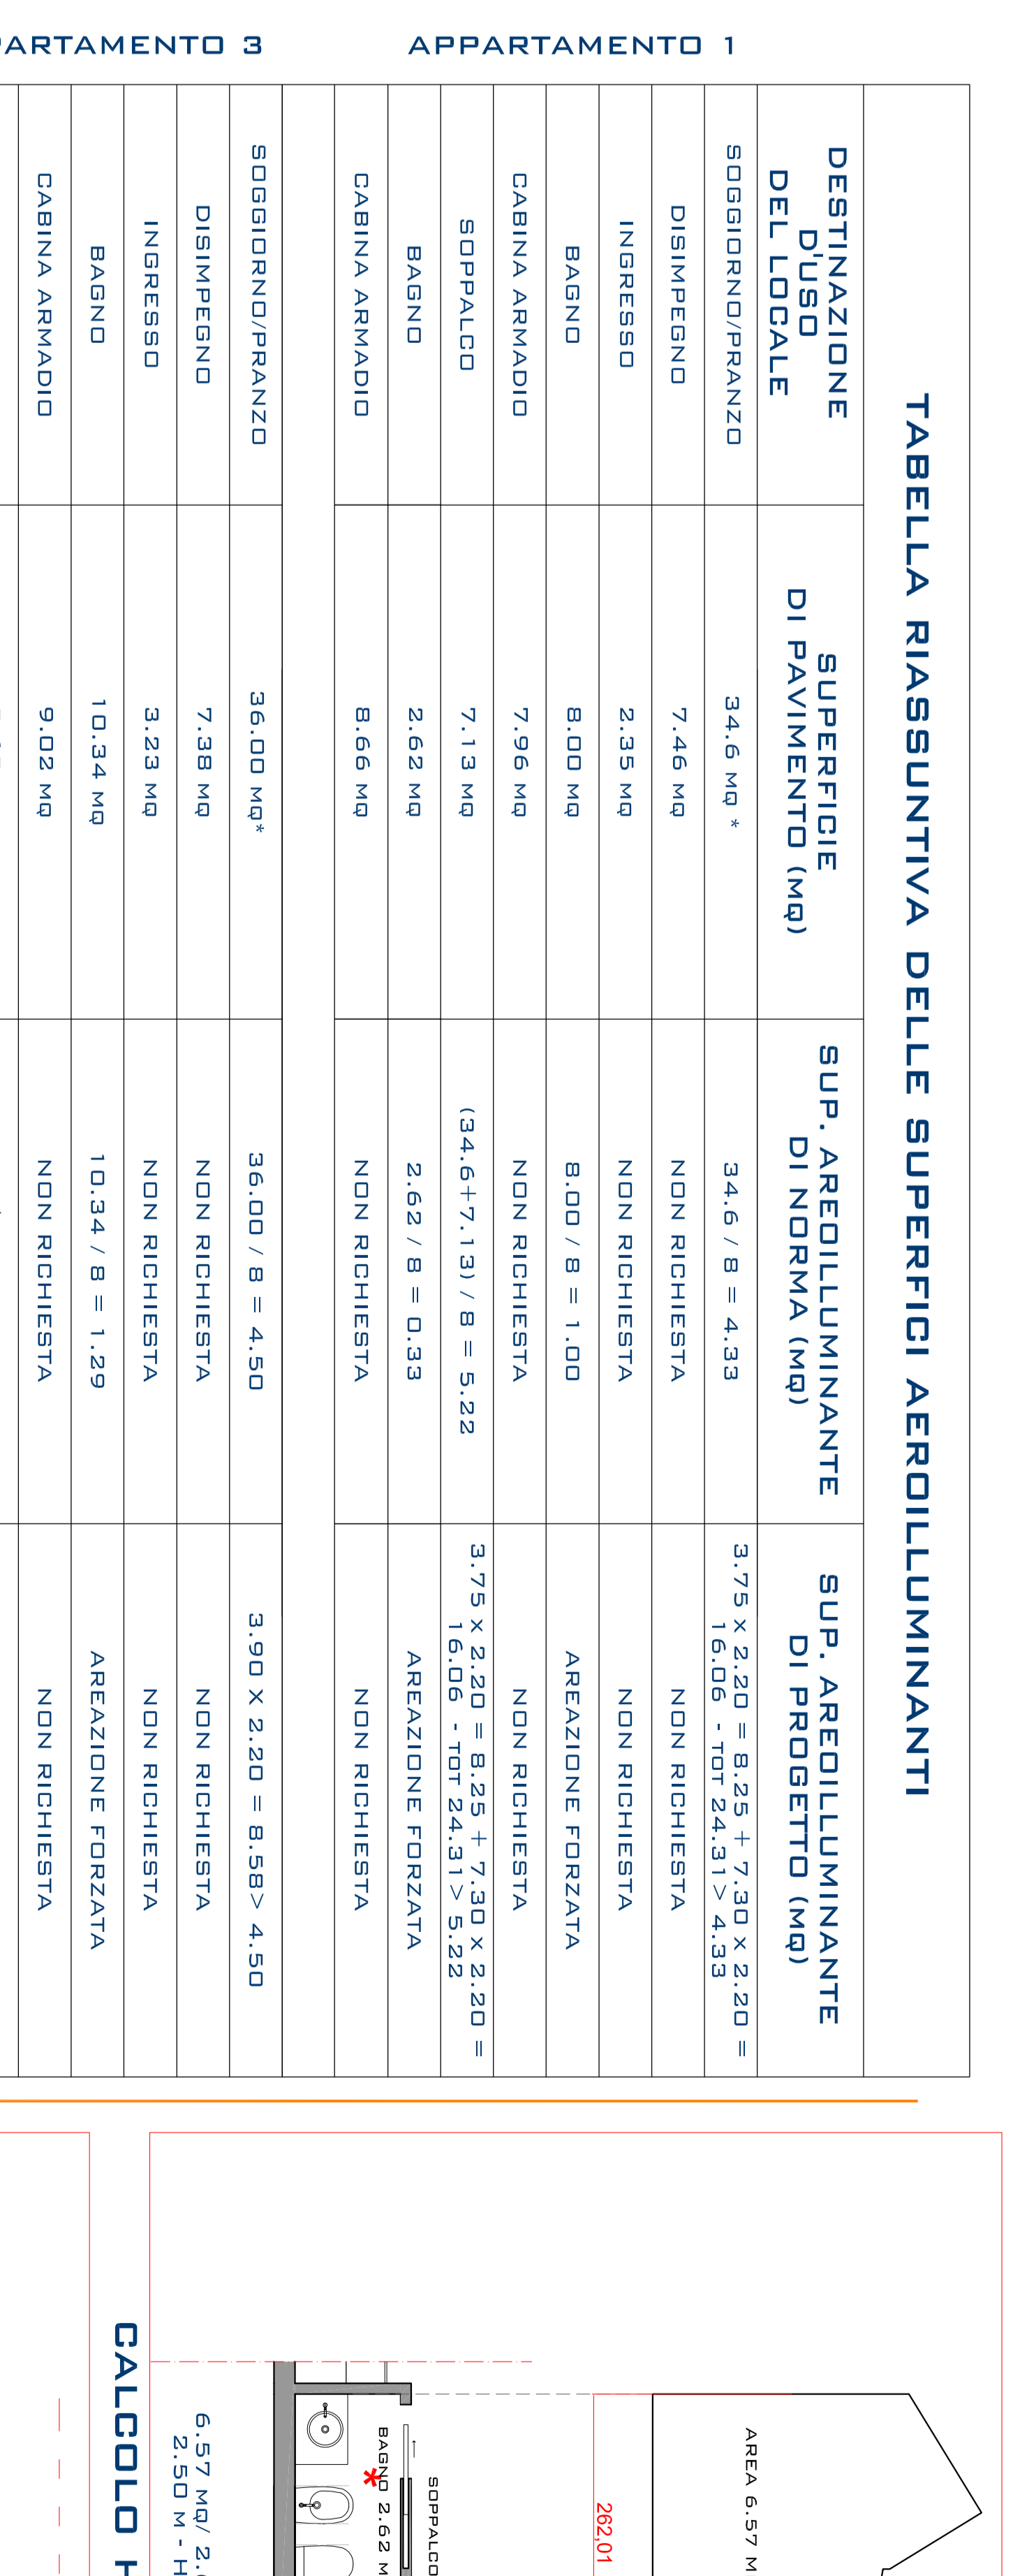 TABELLA RIASSUNTIVA DELLE SUPERFICI AEROILLUMINANTI
DESTINAZIONE
D'USO
DEL LOCALE
SUPERFICIE
DI PAVIMENTO (MQ)
SUP. AREOILLUMINANTE
DI NORMA (MQ)
SUP. AREOILLUMINANTE
DI PROGETTO (MQ)
APPARTAMENTO 1
SOGGIORNO/PRANZO
34.6 MQ *
34.6 / 8 = 4.33
3.75 X 2.20 = 8.25 + 7.30 X 2.20 =
16.06 - TOT 24.31> 4.33
DISIMPEGNO
7.46 MQ
NON RICHIESTA
NON RICHIESTA
INGRESSO
2.35 MQ
NON RICHIESTA
NON RICHIESTA
BAGNO
8.00 MQ
8.00 / 8 = 1.00
AREAZIONE FORZATA
CABINA ARMADIO
7.96 MQ
NON RICHIESTA
NON RICHIESTA
SOPPALCO
7.13 MQ
(34.6+7.13) / 8 = 5.22
3.75 X 2.20 = 8.25 + 7.30 X 2.20 =
16.06 - TOT 24.31> 5.22
BAGNO
2.62 MQ
2.62 / 8 = 0.33
AREAZIONE FORZATA
CABINA ARMADIO
8.66 MQ
NON RICHIESTA
NON RICHIESTA
ARTAMENTO 3
SOGGIORNO/PRANZO
36.00 MQ*
36.00 / 8 = 4.50
3.90 X 2.20 = 8.58> 4.50
DISIMPEGNO
7.38 MQ
NON RICHIESTA
NON RICHIESTA
INGRESSO
3.23 MQ
NON RICHIESTA
NON RICHIESTA
BAGNO
10.34 MQ
10.34 / 8 = 1.29
AREAZIONE FORZATA
CABINA ARMADIO
9.02 MQ
NON RICHIESTA
NON RICHIESTA
AREA 6.57 M
262,01
SOPPALCO
BAGNO 2.62 M
*
6.57 MQ/ 2.
2.50 M - H
CALCOLO H